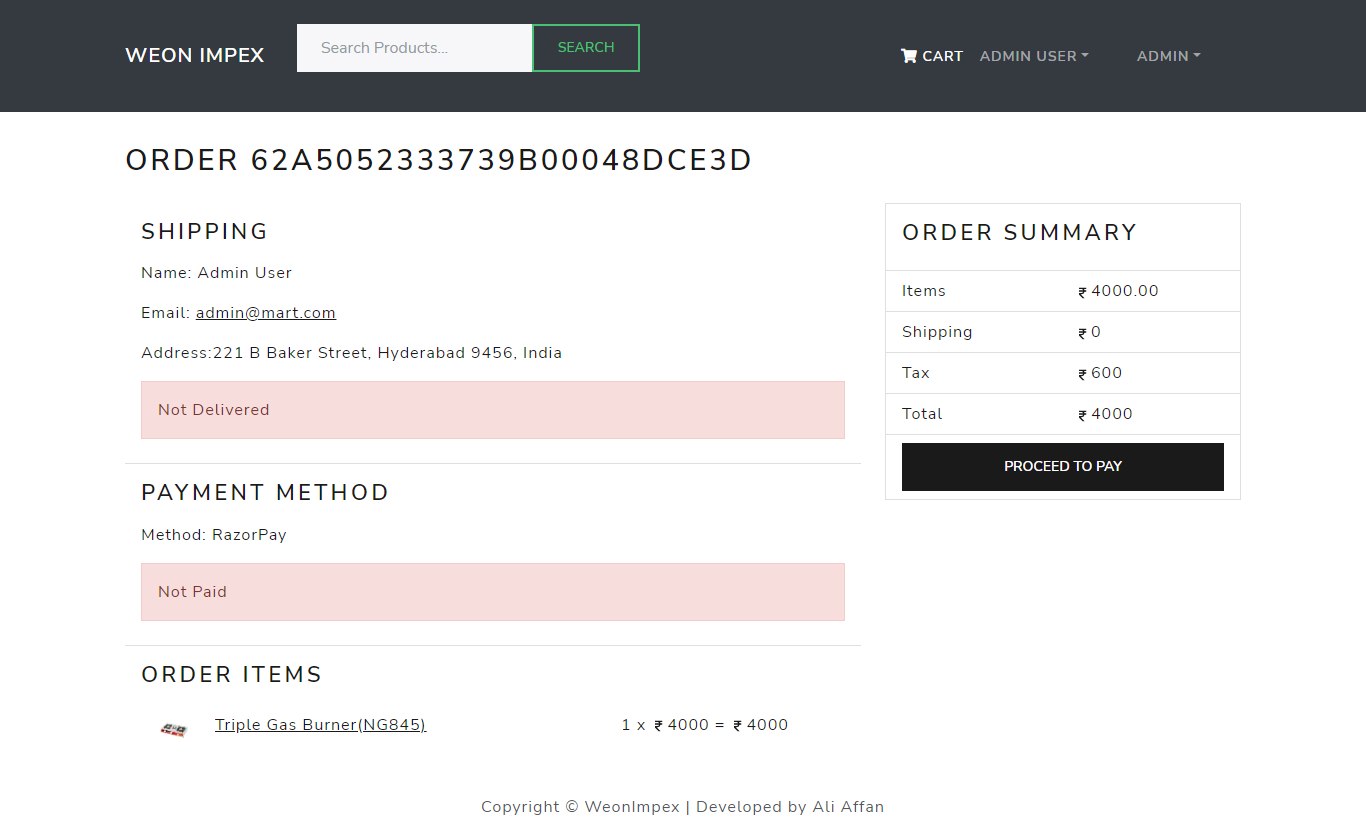 WEON IMPEX
Search Products...
SEARCH
CART
ADMIN USER
ADMIN
ORDER 62A5052333739B00048DCE3D
SHIPPING
Name: Admin User
Email: admin@mart.com
Address:221 B Baker Street, Hyderabad 9456, India
Not Delivered
PAYMENT METHOD
Method: RazorPay
Not Paid
ORDER ITEMS
Triple Gas Burner(NG845)
1 x ₹ 4000 = ₹ 4000
ORDER SUMMARY
Items ₹ 4000.00
Shipping ₹ 0
Tax ₹ 600
Total ₹ 4000
PROCEED TO PAY
Copyright © WeonImpex | Developed by Ali Affan